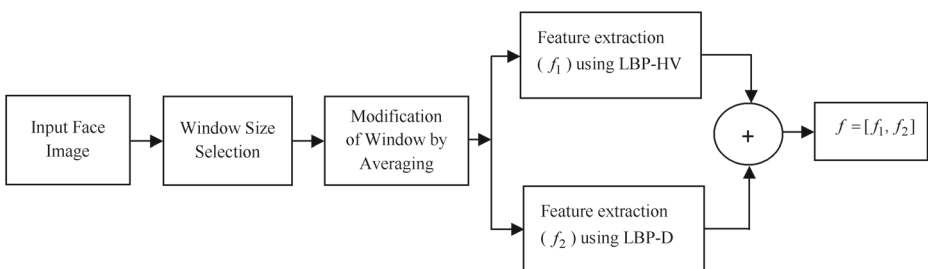 Input Face
Image
Window Size
Selection
Modification
of Window by
Averaging
Feature extraction
( f₁ ) using LBP-HV
Feature extraction
( f₂ ) using LBP-D
+
f = [f₁, f₂]